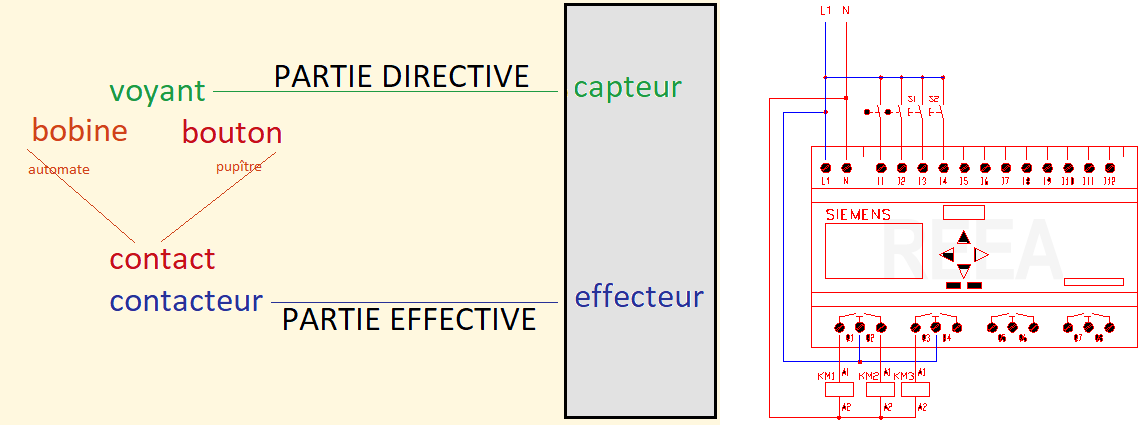 PARTIE DIRECTIVE
voyant
capteur
bobine
bouton
automate
pupître
contact
contacteur
effecteur
PARTIE EFFECTIVE
L1 N
S1 S2
L1 N I1 I2 I3 I4 I5 I6 I7 I8 I9 I10 I11 I12
SIEMENS
REEA
Q1 Q2 Q3 Q4 Q5 Q6 Q7 Q8
KM1 A1 KM2 A1 KM3 A1
A2 A2 A2